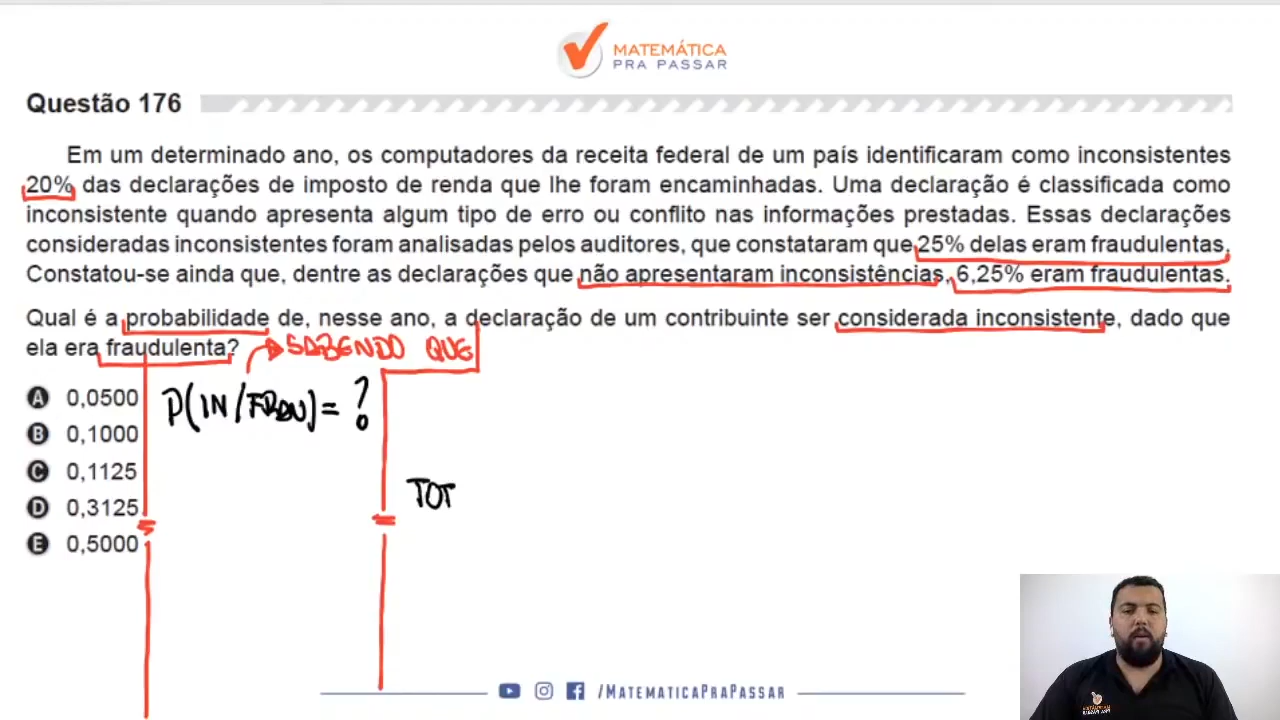 MATEMÁTICA
PRA PASSAR
Questão 176
Em um determinado ano, os computadores da receita federal de um país identificaram como inconsistentes
20% das declarações de imposto de renda que lhe foram encaminhadas. Uma declaração é classificada como
inconsistente quando apresenta algum tipo de erro ou conflito nas informações prestadas. Essas declarações
consideradas inconsistentes foram analisadas pelos auditores, que constataram que 25% delas eram fraudulentas.
Constatou-se ainda que, dentre as declarações que não apresentaram inconsistências, 6,25% eram fraudulentas.
Qual é a probabilidade de, nesse ano, a declaração de um contribuinte ser considerada inconsistente, dado que
ela era fraudulenta?
SABENDO QUE
A 0,0500
P(IN/FRAU) = ?
B 0,1000
C 0,1125
TOT
D 0,3125
E 0,5000
/MATEMATICAPRAPASSAR